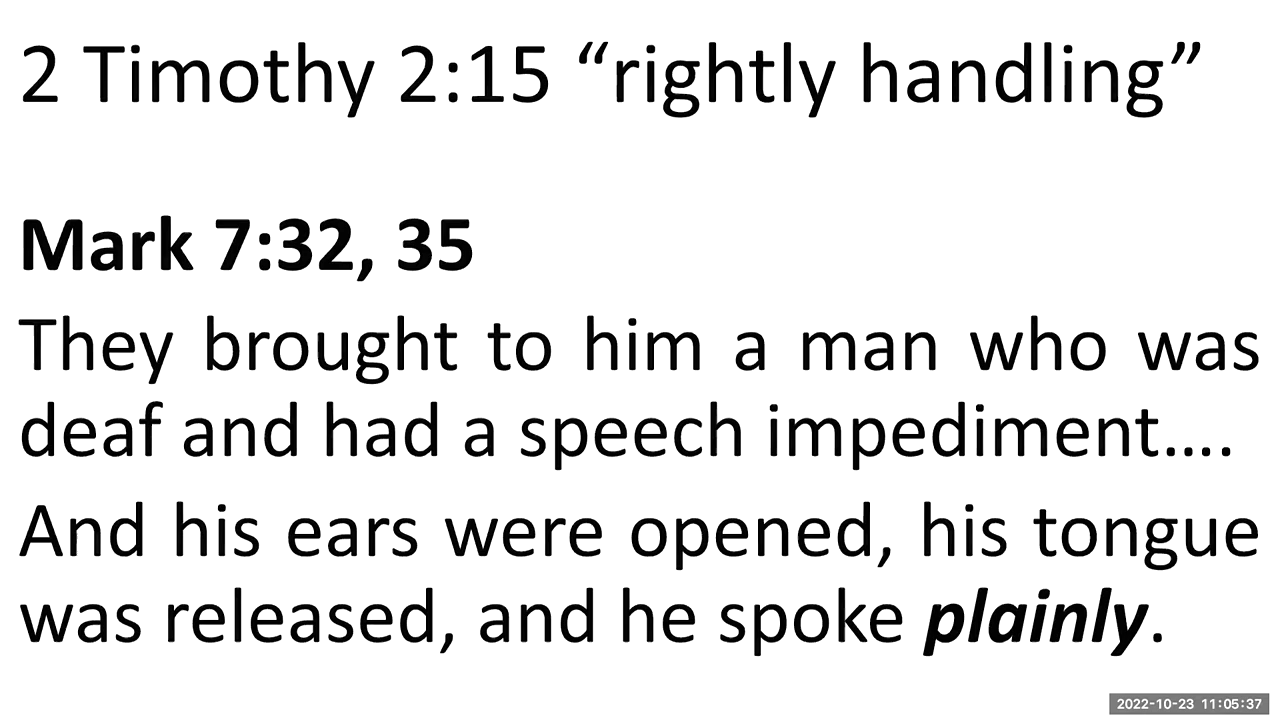 2 Timothy 2:15 “rightly handling”
Mark 7:32, 35
They brought to him a man who was
deaf and had a speech impediment….
And his ears were opened, his tongue
was released, and he spoke plainly.
2022-10-23 11:05:37